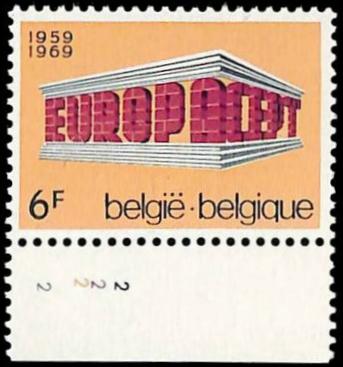 1959
1969
EUROPA CEPT
6F
belgië·belgique
2 2 2 2